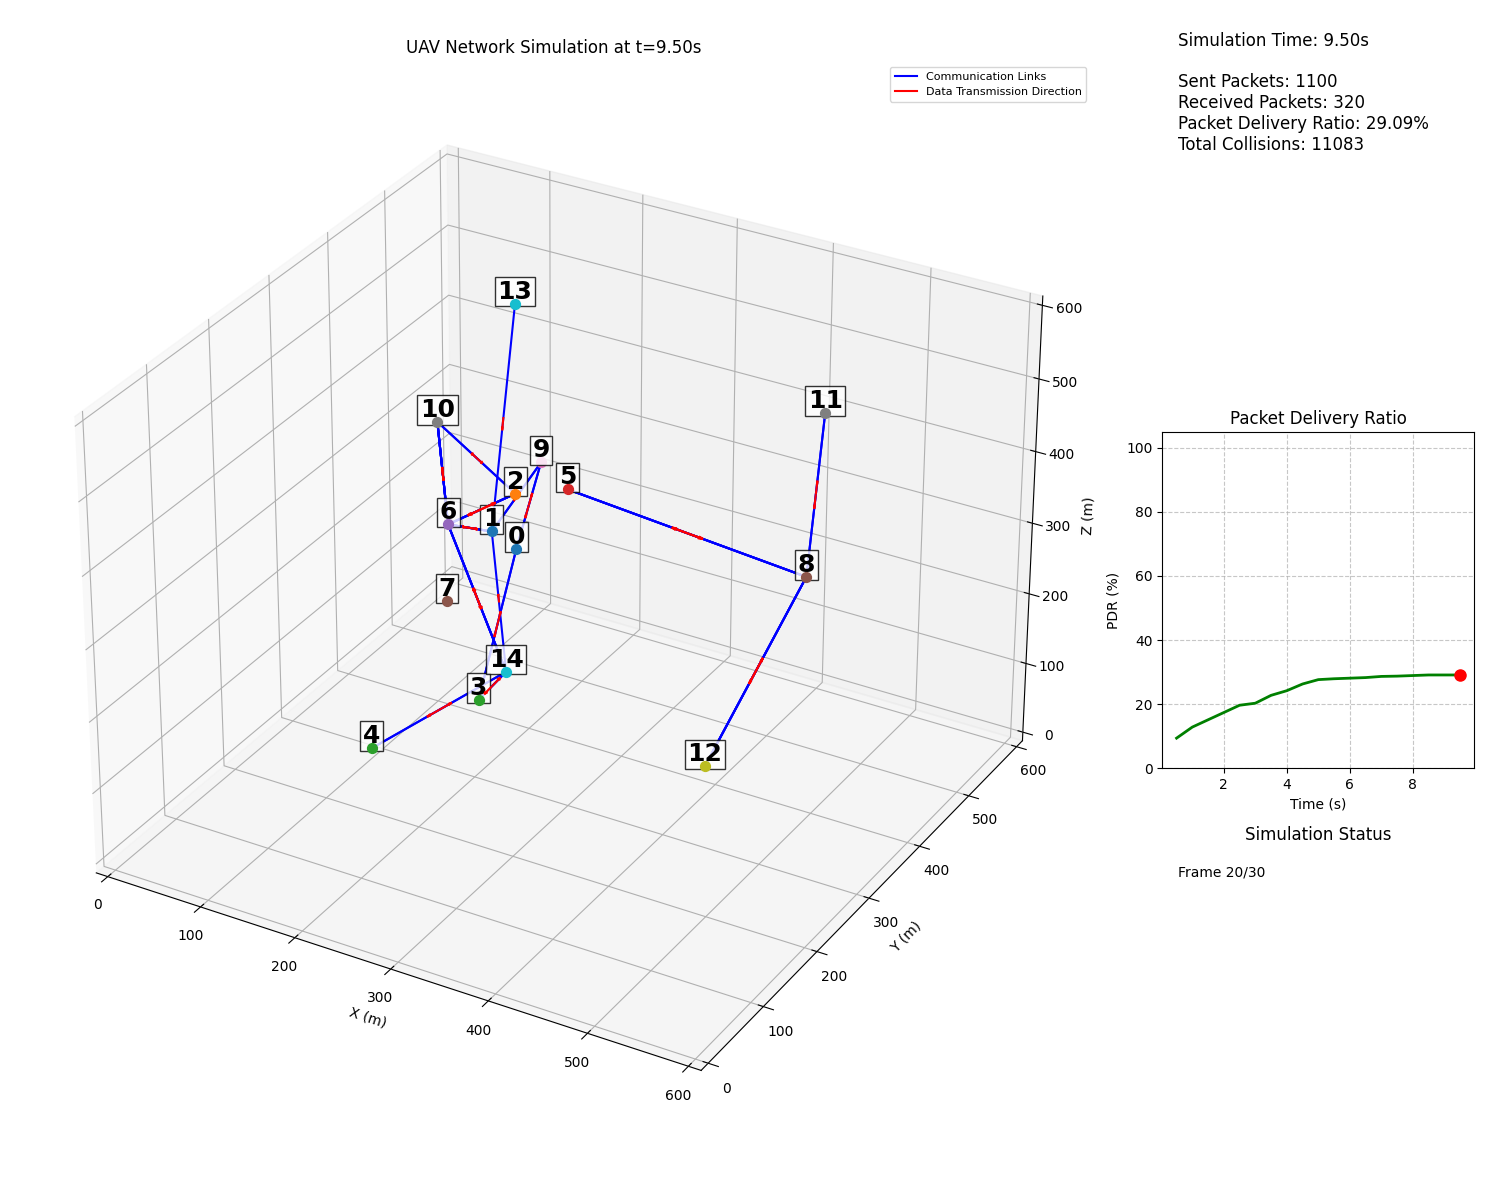 UAV Network Simulation at t=9.50s
Communication Links
Data Transmission Direction
Simulation Time: 9.50s
Sent Packets: 1100
Received Packets: 320
Packet Delivery Ratio: 29.09%
Total Collisions: 11083
13
10
11
9
2
5
6
1
0
8
7
14
3
4
12
600
500
400
300
200
100
0
Z (m)
600
500
400
300
200
100
0
Y (m)
0
100
200
300
400
500
600
X (m)
Packet Delivery Ratio
100
80
60
40
20
0
PDR (%)
2
4
6
8
Time (s)
Simulation Status
Frame 20/30